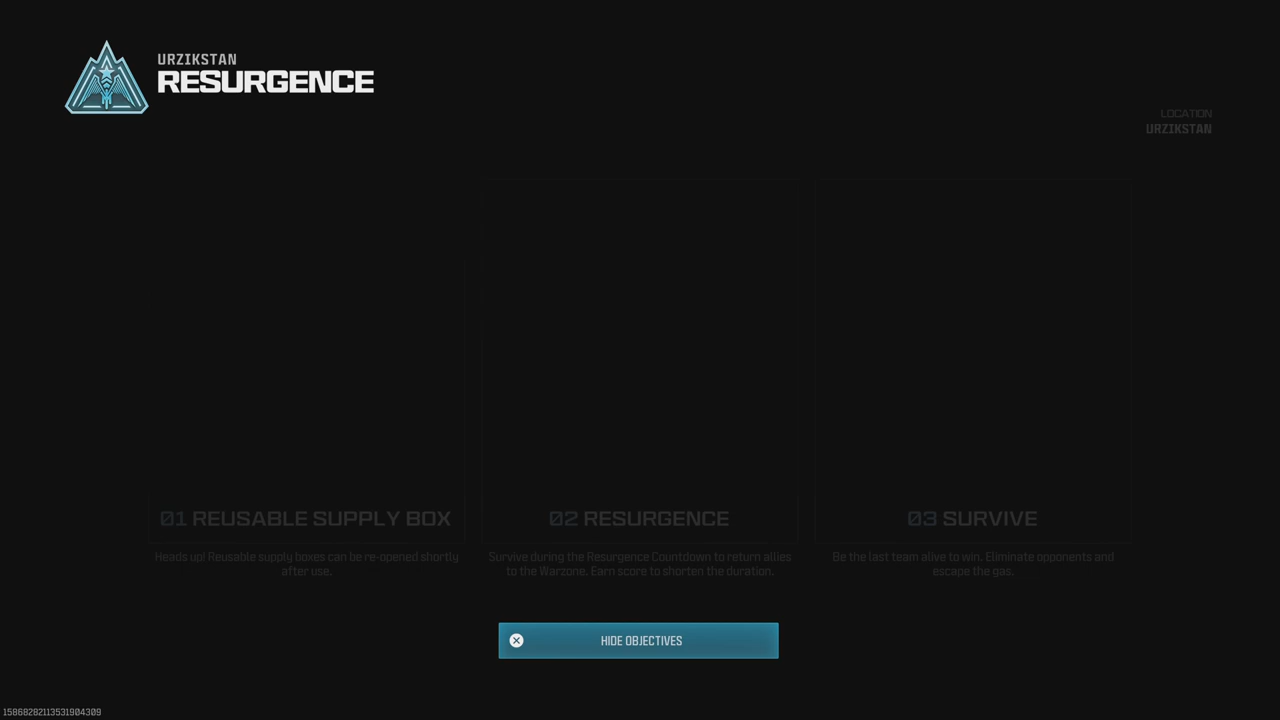 URZIKSTAN
RESURGENCE
LOCATION
URZIKSTAN
01 REUSABLE SUPPLY BOX
Heads up! Reusable supply boxes can be re-opened shortly
after use.
02 RESURGENCE
Survive during the Resurgence Countdown to return allies
to the Warzone. Earn score to shorten the duration.
03 SURVIVE
Be the last team alive to win. Eliminate opponents and
escape the gas.
HIDE OBJECTIVES
15868282113531904309